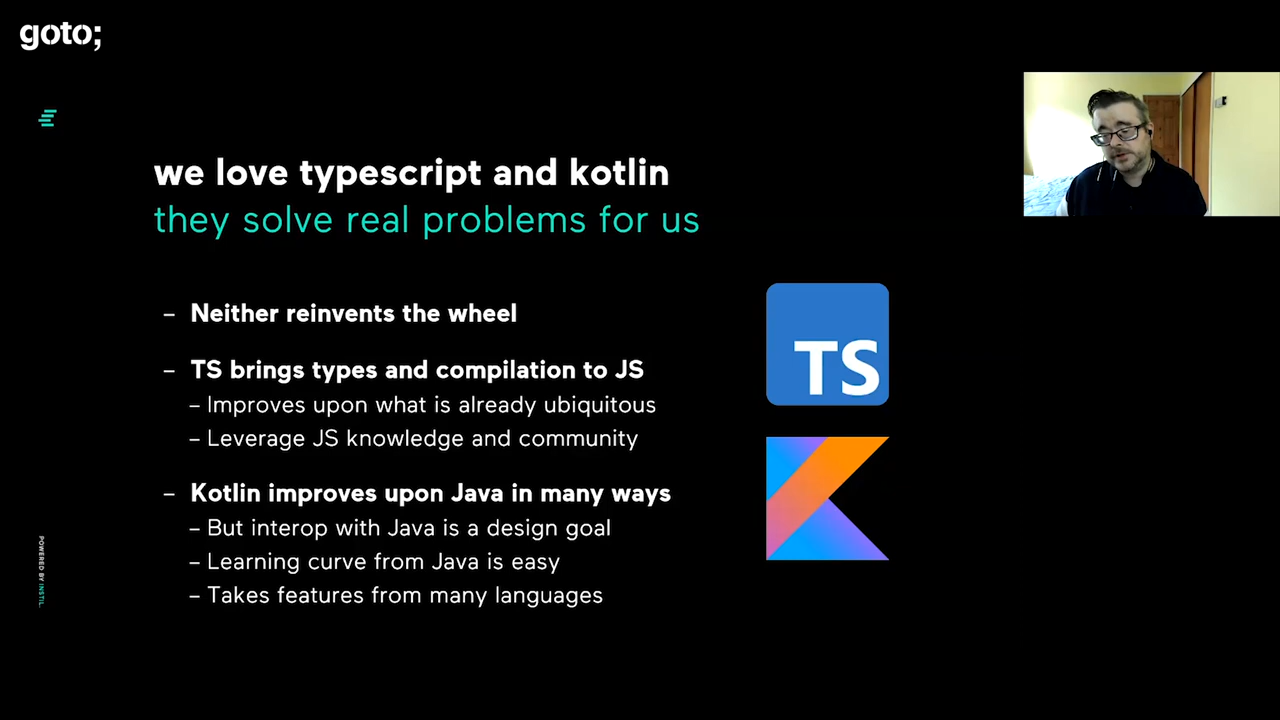 goto;
we love typescript and kotlin
they solve real problems for us
– Neither reinvents the wheel
– TS brings types and compilation to JS
– Improves upon what is already ubiquitous
– Leverage JS knowledge and community
– Kotlin improves upon Java in many ways
– But interop with Java is a design goal
– Learning curve from Java is easy
– Takes features from many languages
TS
POWERED BY INSTIL.